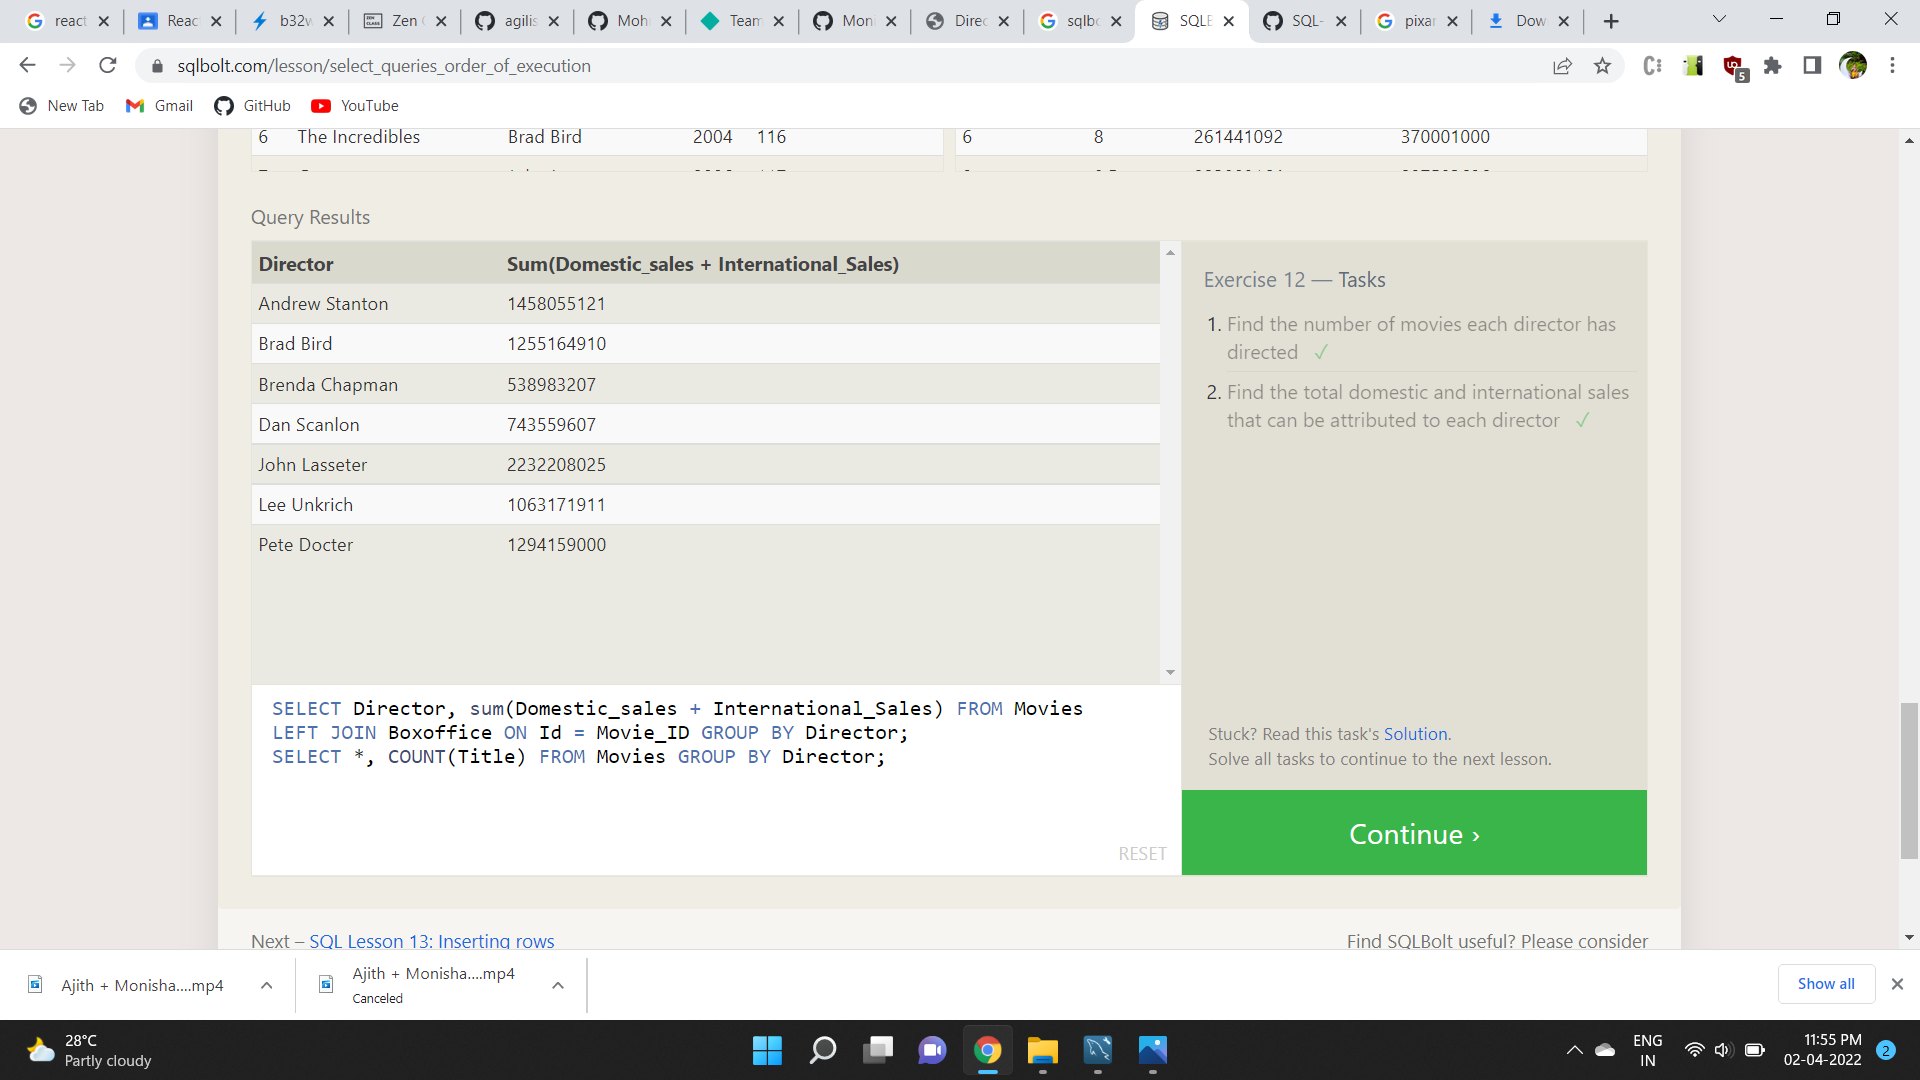 react
Reac
b32w
Zen
agilis
Moh
Team
Mon
Direc
sqlbo
SQLB
SQL-
pixar
Dow
sqlbolt.com/lesson/select_queries_order_of_execution
5
New Tab
Gmail
GitHub
YouTube
6 The Incredibles Brad Bird 2004 116
6 8 261441092 370001000
Query Results
Director Sum(Domestic_sales + International_Sales)
Andrew Stanton 1458055121
Brad Bird 1255164910
Brenda Chapman 538983207
Dan Scanlon 743559607
John Lasseter 2232208025
Lee Unkrich 1063171911
Pete Docter 1294159000
Exercise 12 — Tasks
1. Find the number of movies each director has
directed ✓
2. Find the total domestic and international sales
that can be attributed to each director ✓
SELECT Director, sum(Domestic_sales + International_Sales) FROM Movies
LEFT JOIN Boxoffice ON Id = Movie_ID GROUP BY Director;
SELECT *, COUNT(Title) FROM Movies GROUP BY Director;
RESET
Stuck? Read this task's Solution.
Solve all tasks to continue to the next lesson.
Continue ›
Next – SQL Lesson 13: Inserting rows
Find SQLBolt useful? Please consider
Ajith + Monisha....mp4
Ajith + Monisha....mp4
Canceled
Show all
28°C
Partly cloudy
ENG
IN
11:55 PM
02-04-2022
2